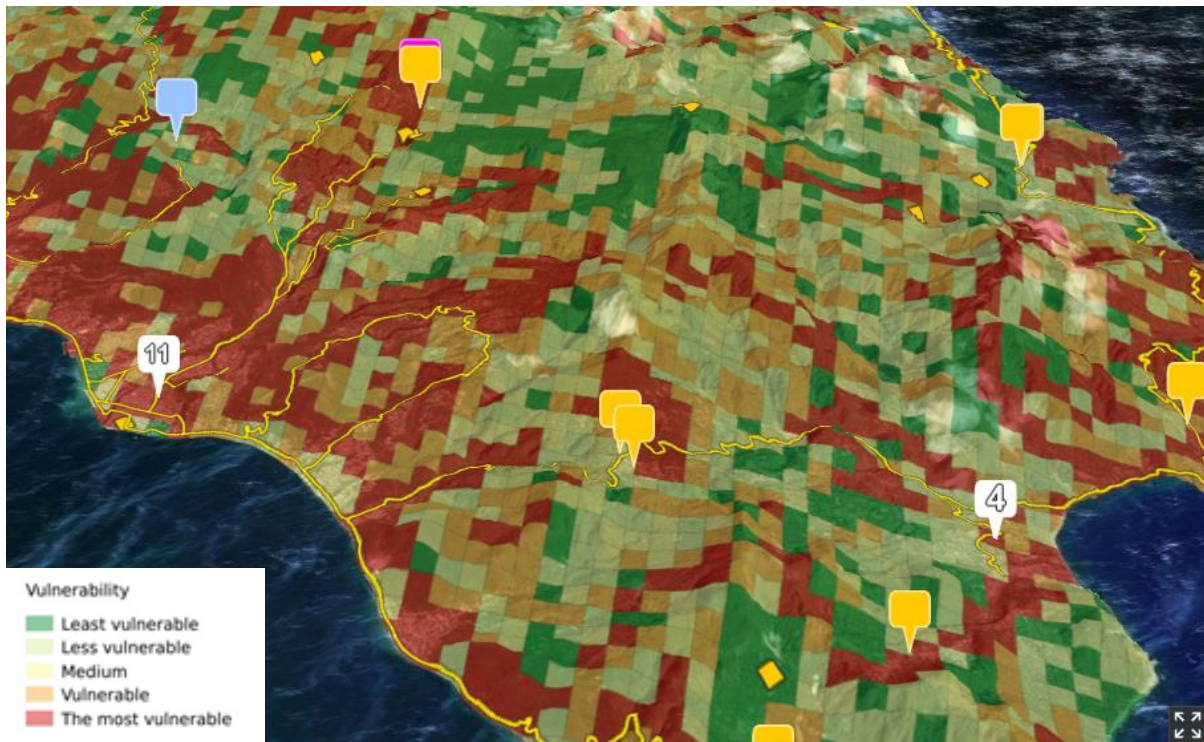 11
4
Vulnerability
Least vulnerable
Less vulnerable
Medium
Vulnerable
The most vulnerable